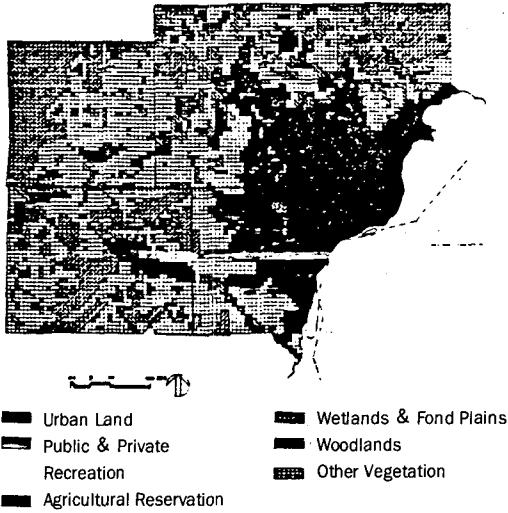 Urban Land
Public & Private
Recreation
Agricultural Reservation
Wetlands & Fond Plains
Woodlands
Other Vegetation